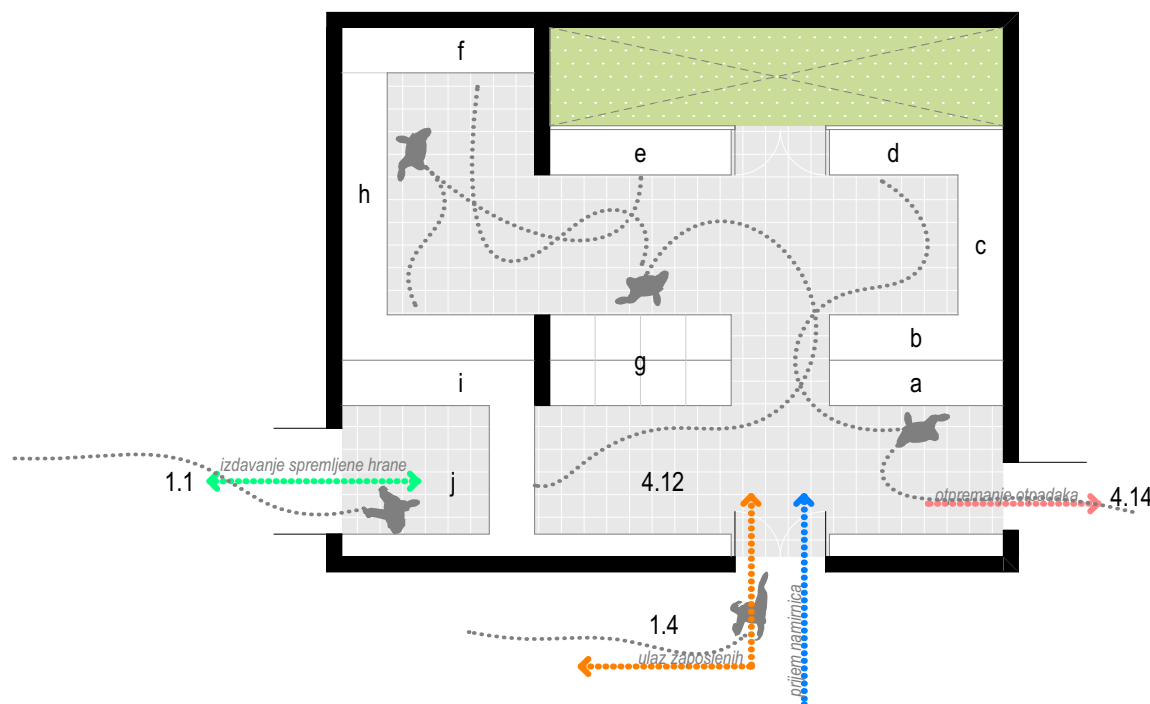 f
e
d
h
c
b
g
a
i
izdavanje spremljene hrane
1.1
j
4.12
otpremanje otpadaka
4.14
1.4
ulaz zaposlenih
prijem namirnica